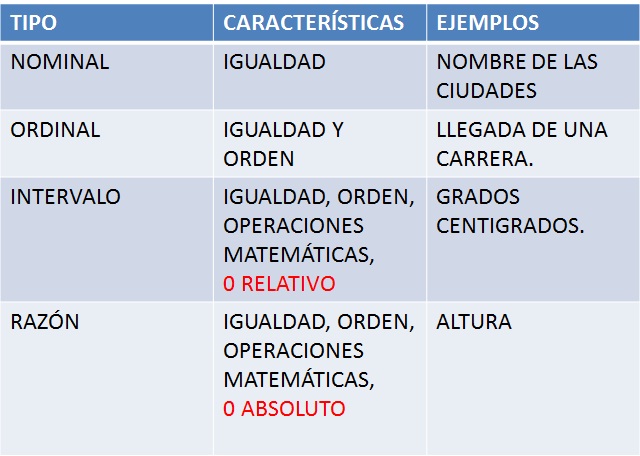 TIPO CARACTERÍSTICAS EJEMPLOS
NOMINAL IGUALDAD NOMBRE DE LAS
CIUDADES
ORDINAL IGUALDAD Y LLEGADA DE UNA
ORDEN CARRERA.
INTERVALO IGUALDAD, ORDEN, GRADOS
OPERACIONES CENTIGRADOS.
MATEMÁTICAS,
0 RELATIVO
RAZÓN IGUALDAD, ORDEN, ALTURA
OPERACIONES
MATEMÁTICAS,
0 ABSOLUTO